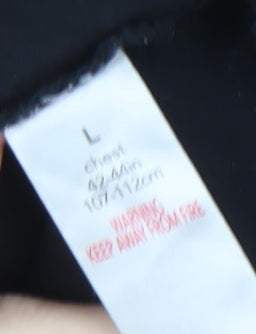 L
chest
42-44in
107-112cm
WARNING
KEEP AWAY FROM FIRE